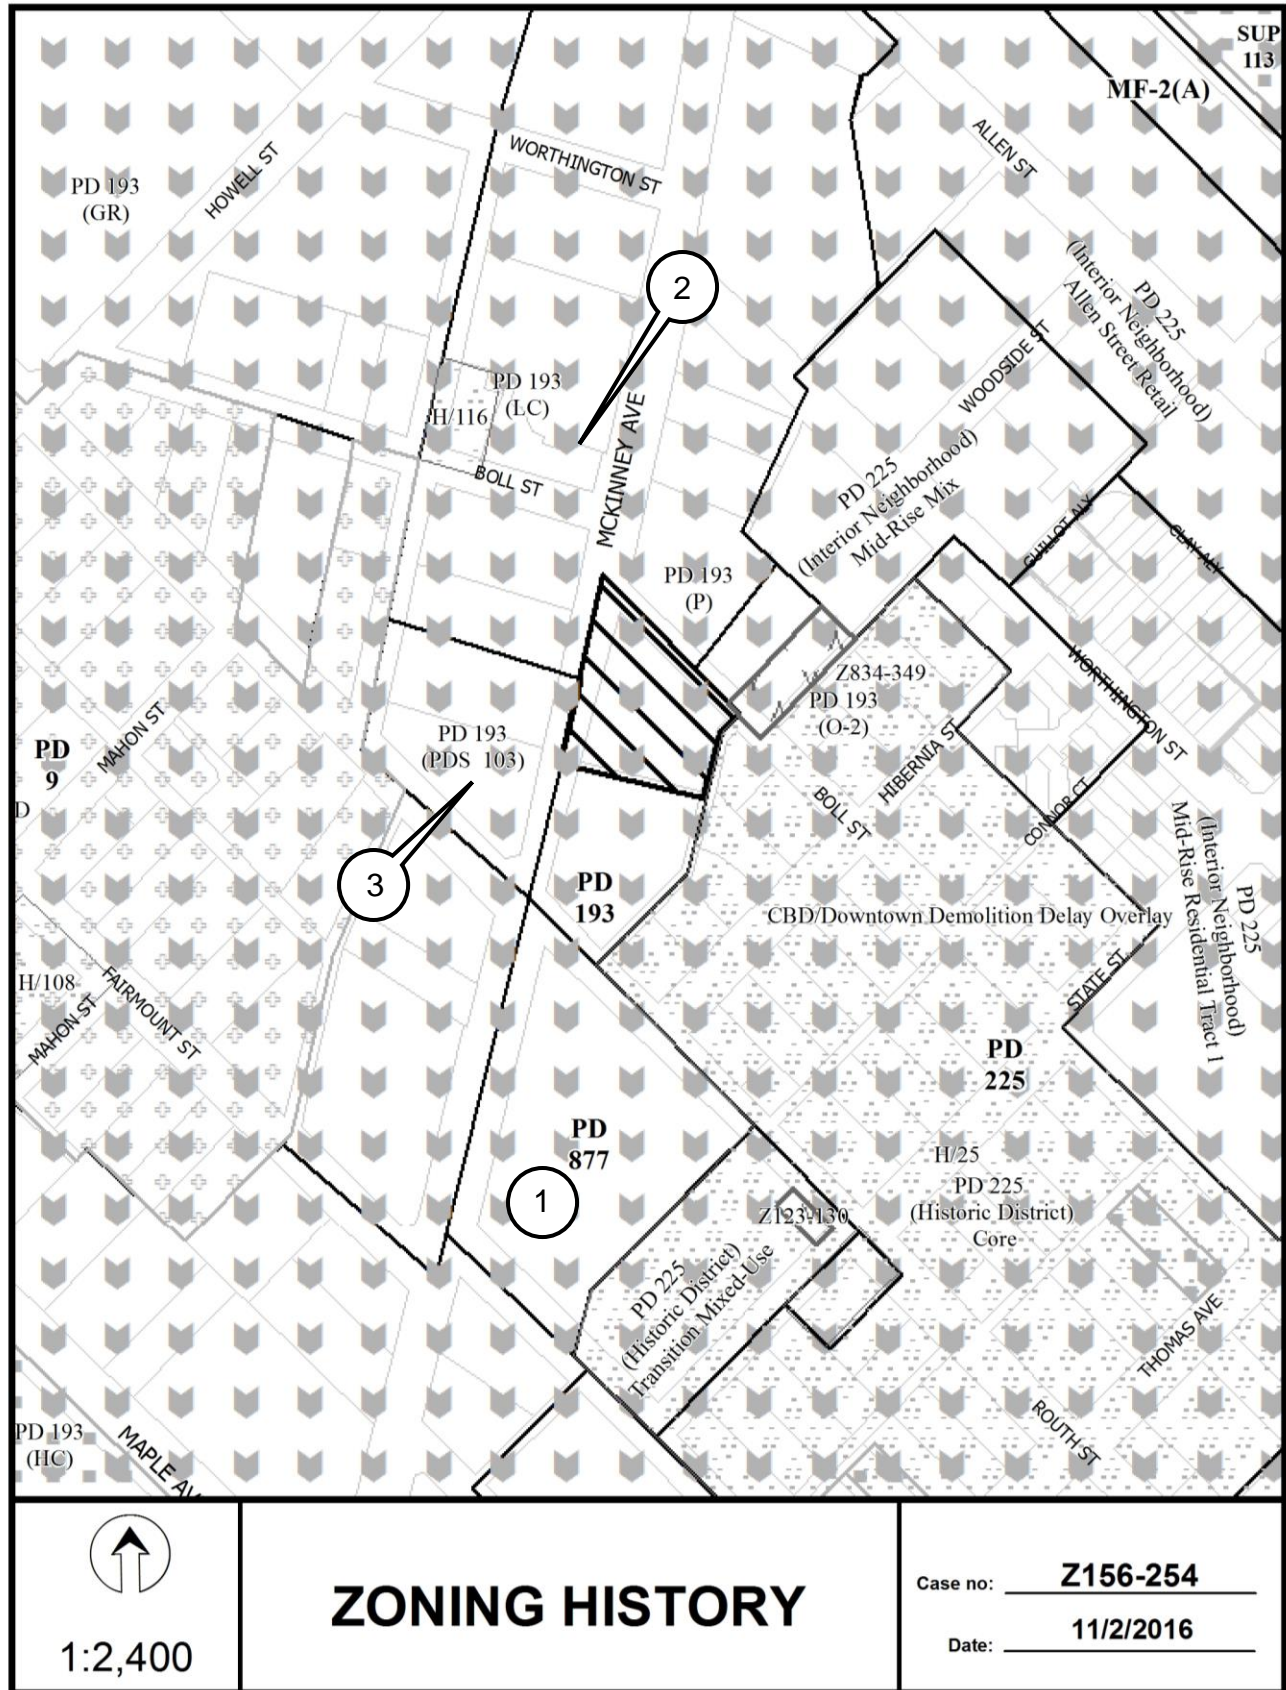 SUP
113
MF-2(A)
ALLEN ST
WORTHINGTON ST
HOWELL ST
PD 193
(GR)
2
PD 225
(Interior Neighborhood)
Allen Street Retail
WOODSIDE ST
PD 193
(LC)
H/116
MCKINNEY AVE
BOLL ST
PD 225
(Interior Neighborhood)
Mid-Rise Mix
GUILLOT ALY
CLAY ALY
PD 193
(P)
WORTHINGTON ST
Z834-349
PD 193
(O-2)
HIBERNIA ST
BOLL ST
CONNOR CT
PD
9
MAHON ST
PD 193
(PDS 103)
D
3
PD
193
CBD/Downtown Demolition Delay Overlay
PD 225
(Interior Neighborhood)
Mid-Rise Residential Tract 1
STATE ST
H/108
FAIRMOUNT ST
MAHON ST
PD
225
PD
877
1
H/25
PD 225
(Historic District)
Core
Z123-130
PD 225
(Historic District)
Transition Mixed-Use
THOMAS AVE
ROUTH ST
PD 193
(HC)
MAPLE AV
1:2,400
ZONING HISTORY
Case no: Z156-254
Date: 11/2/2016